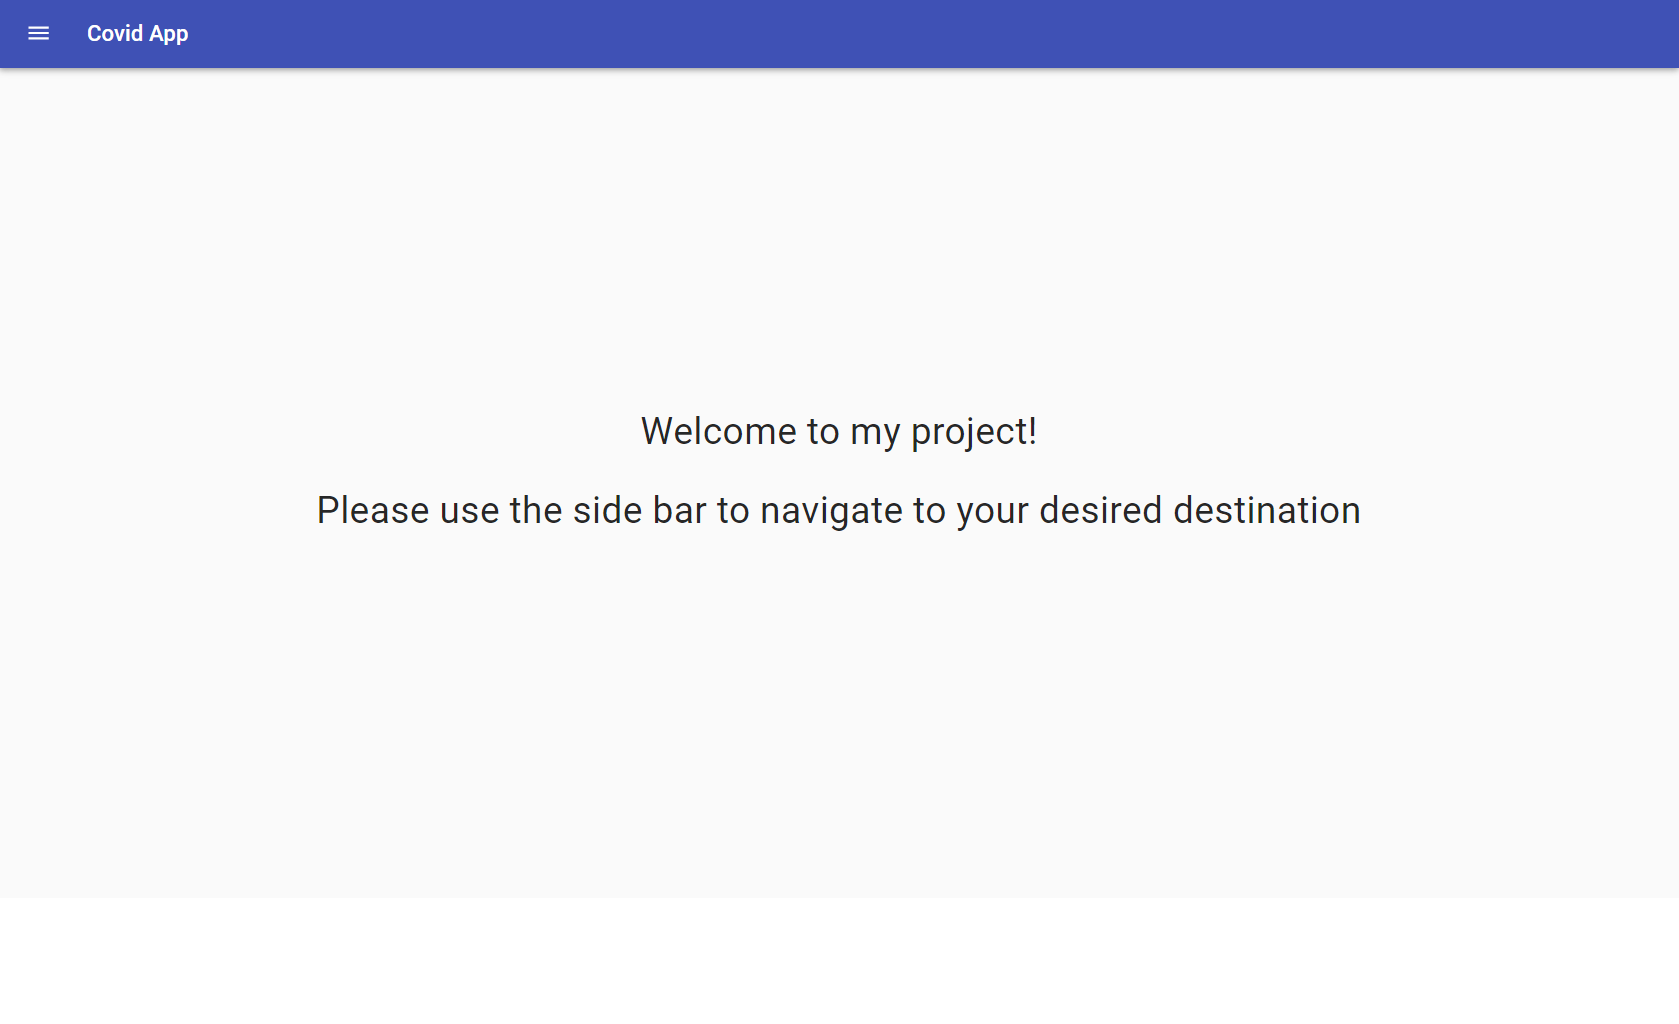 Covid App
Welcome to my project!
Please use the side bar to navigate to your desired destination